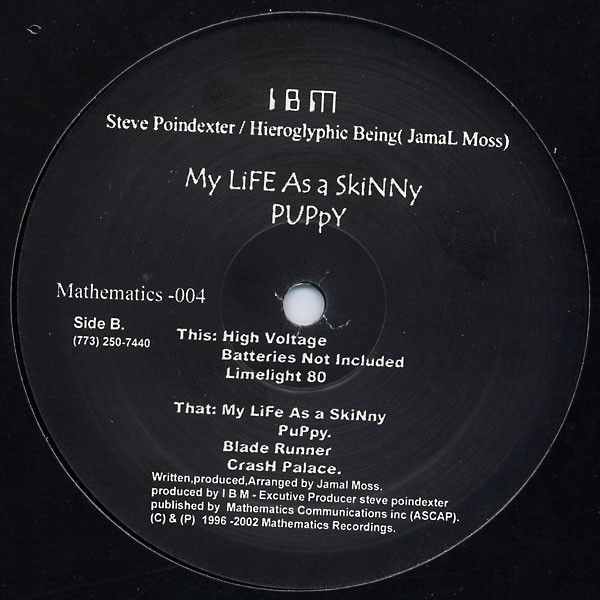 I B M
Steve Poindexter / Hieroglyphic Being( JamaL Moss)
My LiFE As a SkiNNy
PUPpY
Mathematics -004
Side B.
(773) 250-7440
This: High Voltage
Batteries Not Included
Limelight 80
That: My LiFe As a SkiNny
PuPpy.
Blade Runner
CrasH Palace.
Written,produced,Arranged by Jamal Moss.
produced by I B M - Excutive Producer steve poindexter
published by Mathematics Communications inc (ASCAP).
(C) & (P) 1996 -2002 Mathematics Recordings.